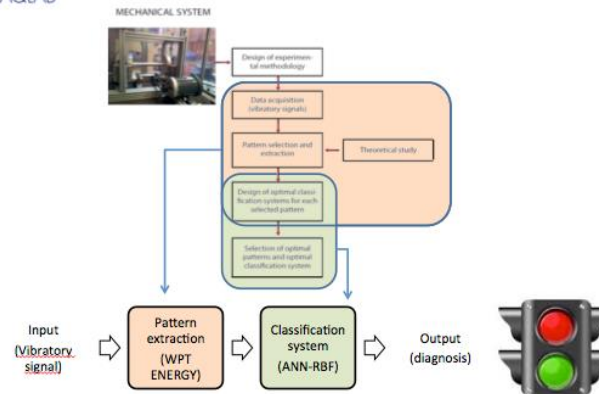 MECHANICAL SYSTEM
Design of experimen-
tal methodology
Data acquisition
(vibratory signals)
Pattern selection and
extraction
Theoretical study
Design of optimal classi-
fication systems for each
selected pattern
Selection of optimal
patterns and optimal
classification system
Input
(Vibratory
signal)
Pattern
extraction
(WPT
ENERGY)
Classification
system
(ANN-RBF)
Output
(diagnosis)